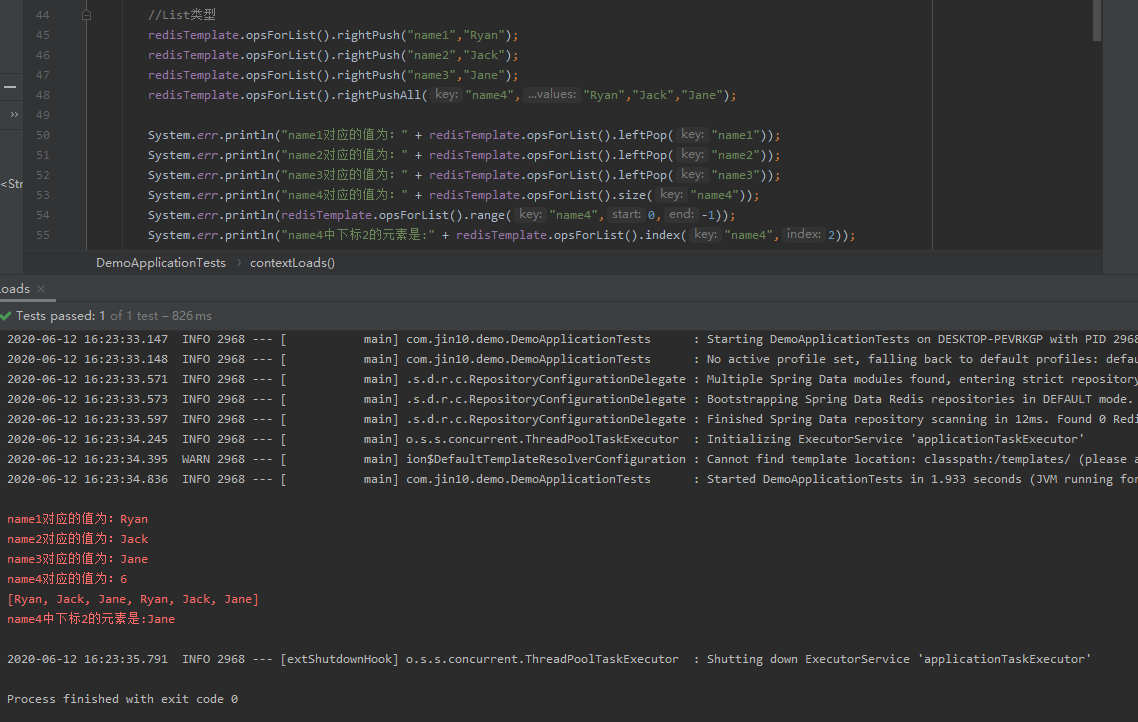 44 //List类型
45 redisTemplate.opsForList().rightPush("name1","Ryan");
46 redisTemplate.opsForList().rightPush("name2","Jack");
47 redisTemplate.opsForList().rightPush("name3","Jane");
48 redisTemplate.opsForList().rightPushAll( key: "name4", ...values: "Ryan","Jack","Jane");
49
50 System.err.println("name1对应的值为: " + redisTemplate.opsForList().leftPop( key: "name1"));
51 System.err.println("name2对应的值为: " + redisTemplate.opsForList().leftPop( key: "name2"));
<Str
52 System.err.println("name3对应的值为: " + redisTemplate.opsForList().leftPop( key: "name3"));
53 System.err.println("name4对应的值为: " + redisTemplate.opsForList().size( key: "name4"));
54 System.err.println(redisTemplate.opsForList().range( key: "name4", start: 0, end: -1));
55 System.err.println("name4中下标2的元素是:" + redisTemplate.opsForList().index( key: "name4", index: 2));
DemoApplicationTests › contextLoads()
oads ×
Tests passed: 1 of 1 test – 826 ms
2020-06-12 16:23:33.147  INFO 2968 --- [           main] com.jin10.demo.DemoApplicationTests      : Starting DemoApplicationTests on DESKTOP-PEVRKGP with PID 2968
2020-06-12 16:23:33.148  INFO 2968 --- [           main] com.jin10.demo.DemoApplicationTests      : No active profile set, falling back to default profiles: defau
2020-06-12 16:23:33.571  INFO 2968 --- [           main] .s.d.r.c.RepositoryConfigurationDelegate : Multiple Spring Data modules found, entering strict repository
2020-06-12 16:23:33.573  INFO 2968 --- [           main] .s.d.r.c.RepositoryConfigurationDelegate : Bootstrapping Spring Data Redis repositories in DEFAULT mode.
2020-06-12 16:23:33.597  INFO 2968 --- [           main] .s.d.r.c.RepositoryConfigurationDelegate : Finished Spring Data repository scanning in 12ms. Found 0 Redi
2020-06-12 16:23:34.245  INFO 2968 --- [           main] o.s.s.concurrent.ThreadPoolTaskExecutor  : Initializing ExecutorService 'applicationTaskExecutor'
2020-06-12 16:23:34.395  WARN 2968 --- [           main] ion$DefaultTemplateResolverConfiguration : Cannot find template location: classpath:/templates/ (please a
2020-06-12 16:23:34.836  INFO 2968 --- [           main] com.jin10.demo.DemoApplicationTests      : Started DemoApplicationTests in 1.933 seconds (JVM running for
name1对应的值为: Ryan
name2对应的值为: Jack
name3对应的值为: Jane
name4对应的值为: 6
[Ryan, Jack, Jane, Ryan, Jack, Jane]
name4中下标2的元素是:Jane
2020-06-12 16:23:35.791  INFO 2968 --- [extShutdownHook] o.s.s.concurrent.ThreadPoolTaskExecutor  : Shutting down ExecutorService 'applicationTaskExecutor'
Process finished with exit code 0